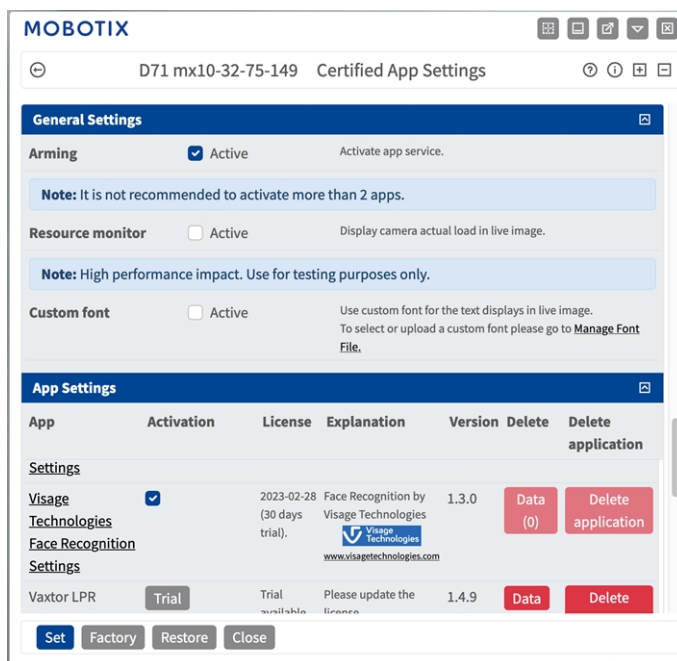 MOBOTIX
D71 mx10-32-75-149 Certified App Settings
General Settings
Arming Active Activate app service.
Note: It is not recommended to activate more than 2 apps.
Resource monitor Active Display camera actual load in live image.
Note: High performance impact. Use for testing purposes only.
Custom font Active Use custom font for the text displays in live image.
To select or upload a custom font please go to Manage Font
File.
App Settings
App Activation License Explanation Version Delete Delete
application
Settings
Visage 2023-02-28 Face Recognition by 1.3.0 Data Delete
Technologies (30 days Visage Technologies (0) application
Face Recognition trial). Visage
Technologies
Settings www.visagetechnologies.com
Vaxtor LPR Trial Trial Please update the 1.4.9 Data Delete
available license
Set Factory Restore Close